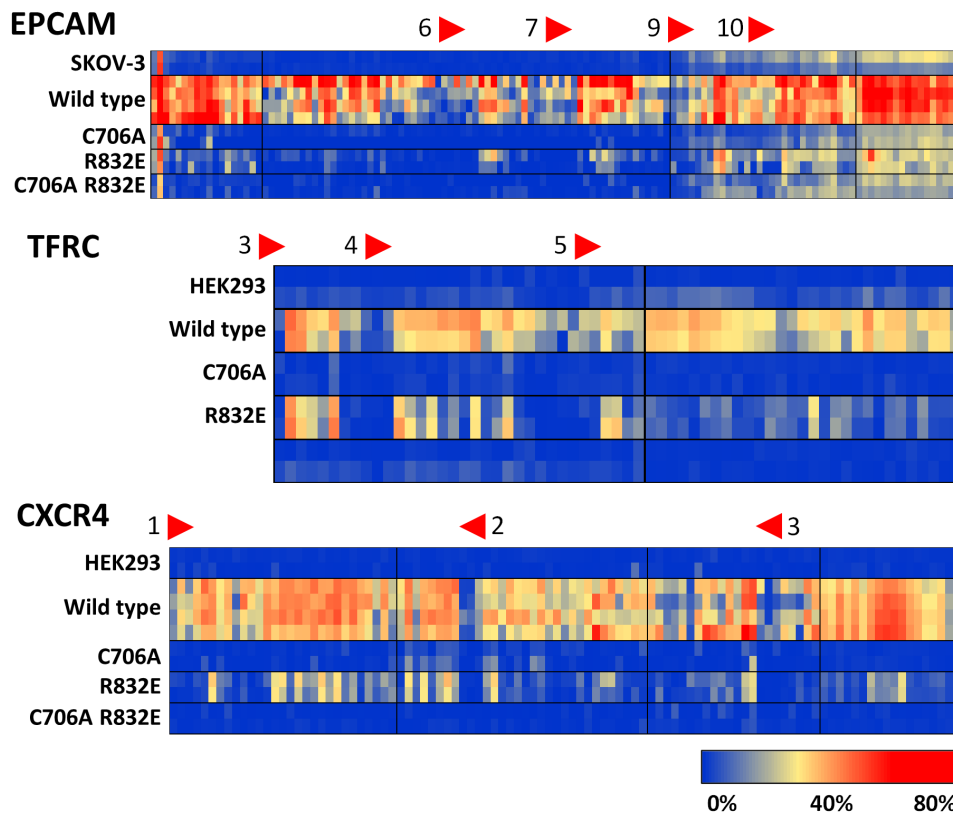 EPCAM
6 7 9 10
SKOV-3
Wild type
C706A
R832E
C706A R832E
TFRC
3 4 5
HEK293
Wild type
C706A
R832E
CXCR4
1 2 3
HEK293
Wild type
C706A
R832E
C706A R832E
0% 40% 80%